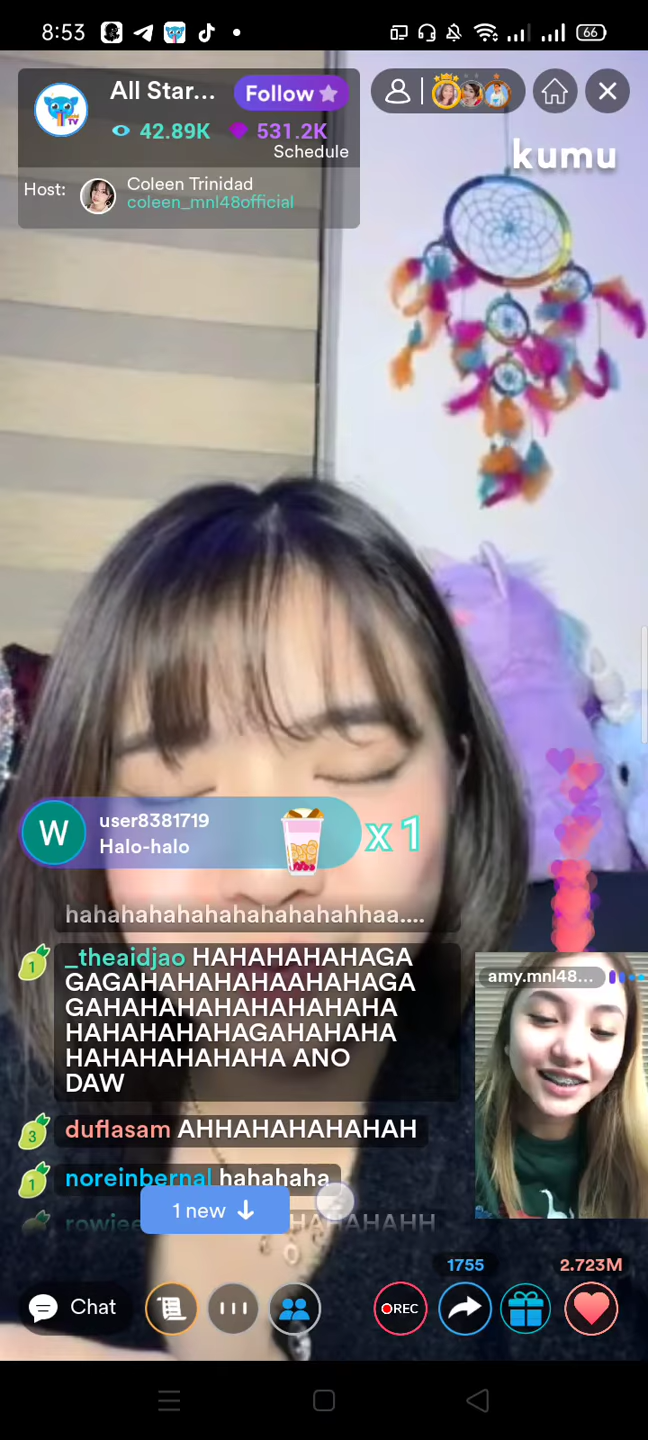 8:53
66
All Star...
Follow
42.89K
531.2K
Schedule
Host:
Coleen Trinidad
coleen_mnl48official
kumu
TV
W
user8381719
Halo-halo
x 1
hahahahahahahahahahahhaa....
1
_theaidjao HAHAHAHAHAGA
GAGAHAHAHAHAAHAHAGA
GAHAHAHAHAHAHAHAHA
HAHAHAHAHAGAHAHAHA
HAHAHAHAHAHA ANO
DAW
amy.mnl48...
3
duflasam AHHAHAHAHAHAH
1
noreinbernal hahahaha
1 new
Chat
REC
1755
2.723M